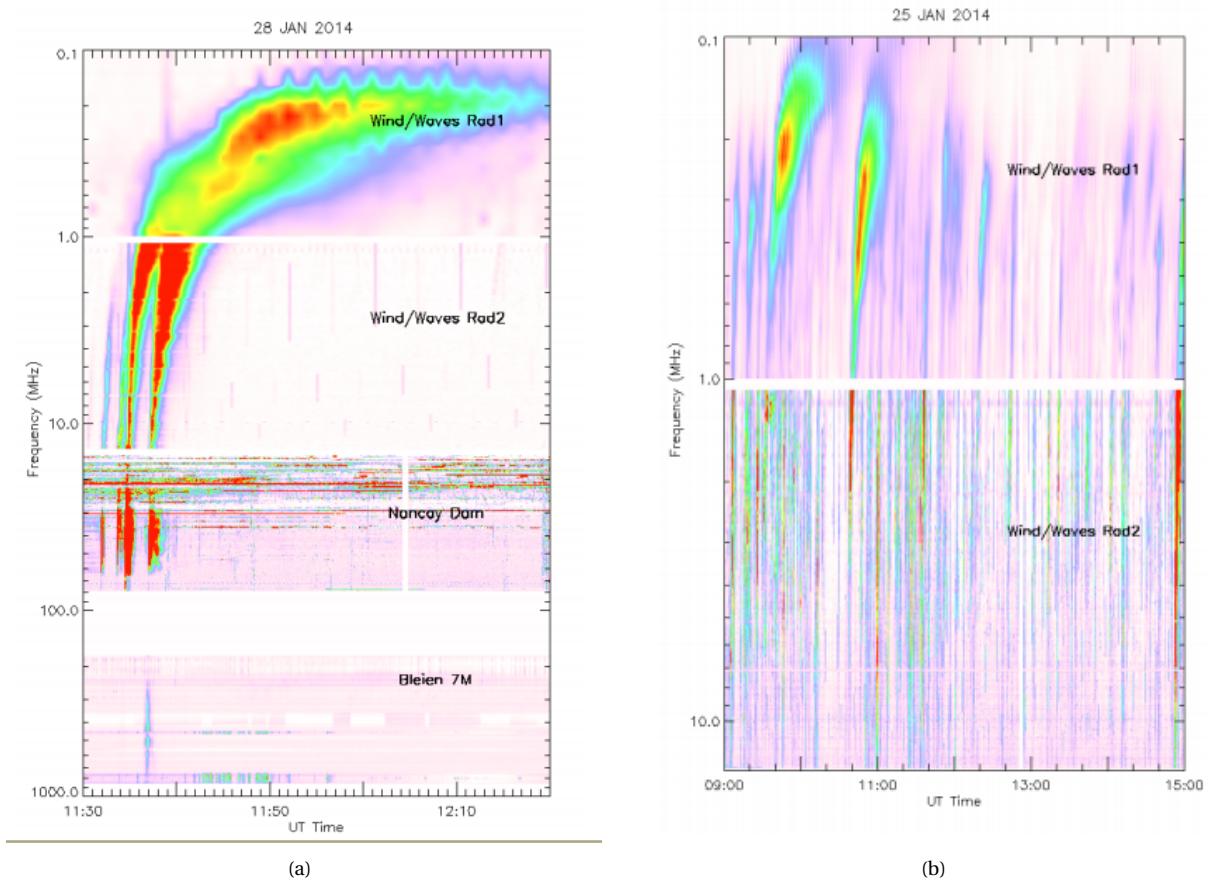 28 JAN 2014
0.1
Wind/Waves Rad1
1.0
Wind/Waves Rad2
Frequency (MHz)
10.0
Nancay Dam
100.0
Bleien 7M
1000.0
11:30 11:50 12:10
UT Time
(a)
25 JAN 2014
0.1
Wind/Waves Rad1
1.0
Frequency (MHz)
Wind/Waves Rad2
10.0
09:00 11:00 13:00 15:00
UT Time
(b)